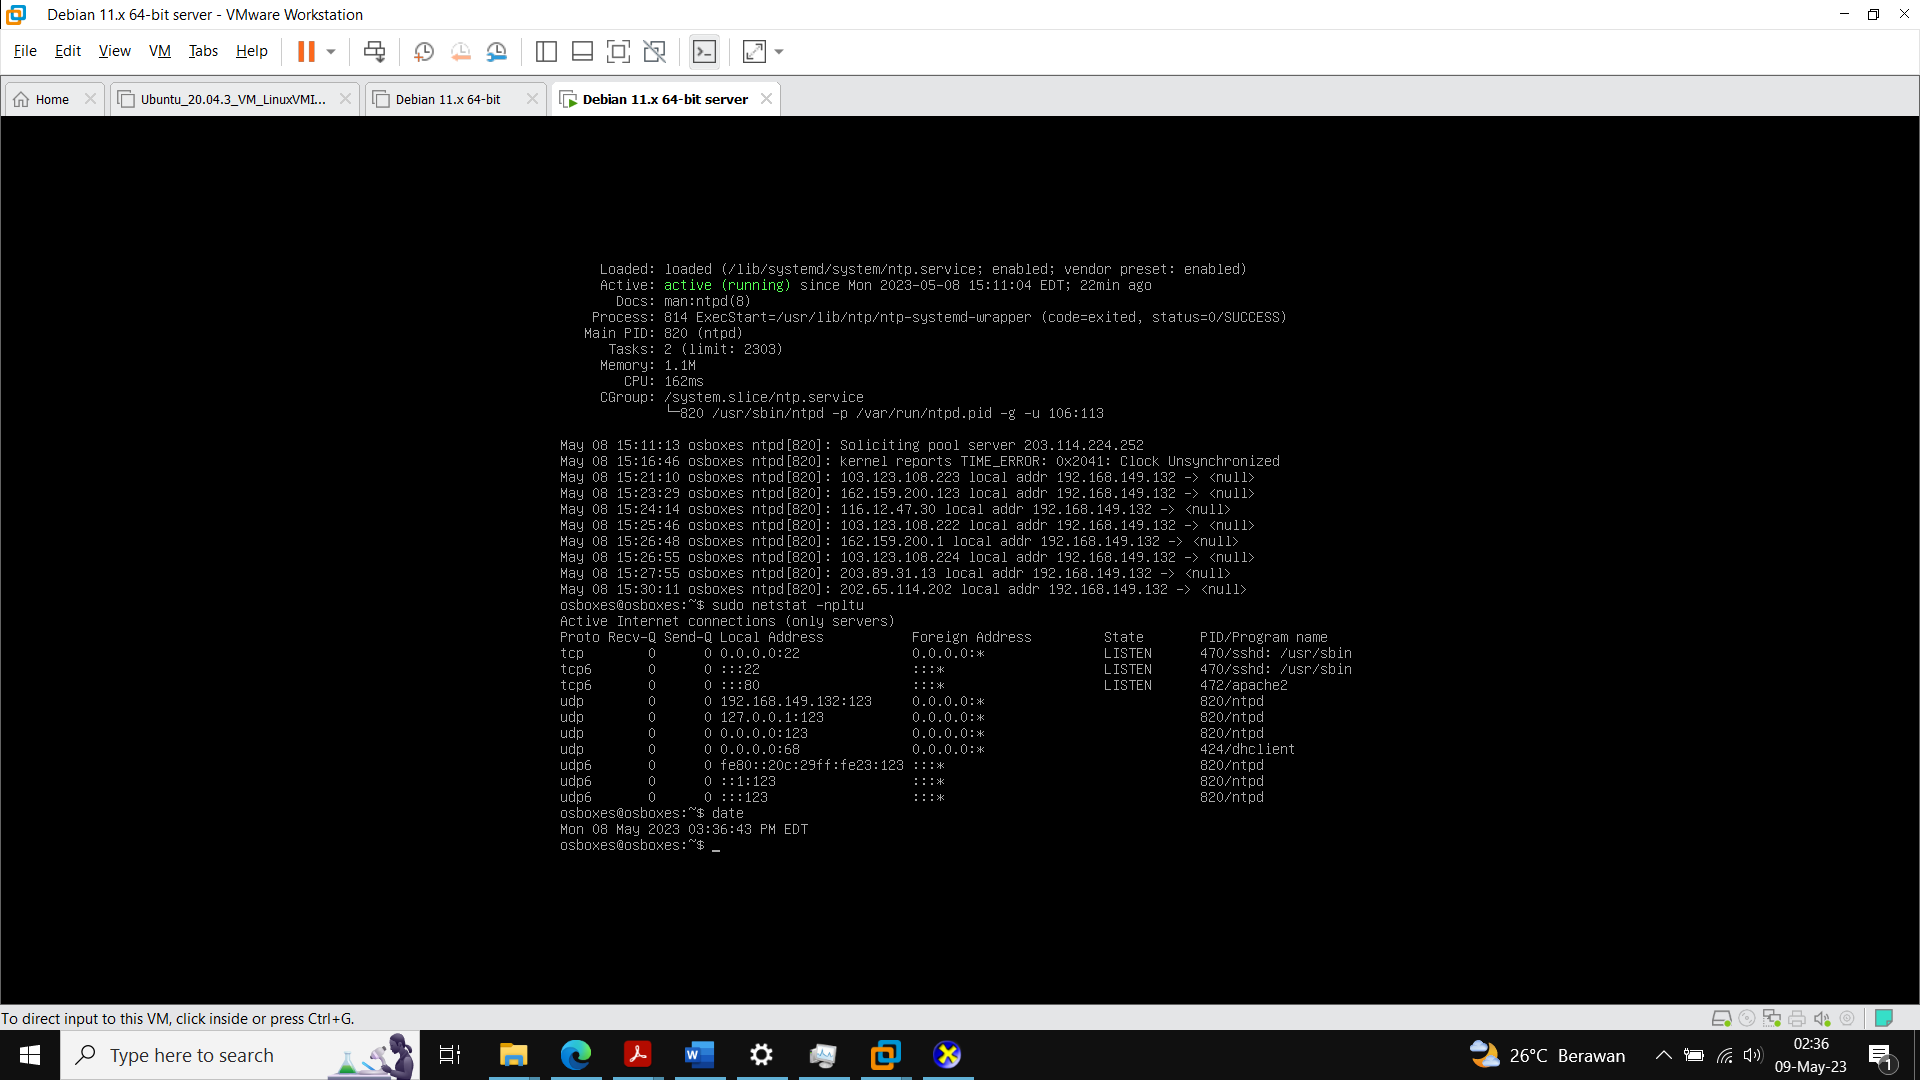 Debian 11.x 64-bit server - VMware Workstation
File Edit View VM Tabs Help
Home Ubuntu_20.04.3_VM_LinuxVMI... Debian 11.x 64-bit Debian 11.x 64-bit server
Loaded: loaded (/lib/systemd/system/ntp.service; enabled; vendor preset: enabled)
Active: active (running) since Mon 2023-05-08 15:11:04 EDT; 22min ago
Docs: man:ntpd(8)
Process: 814 ExecStart=/usr/lib/ntp/ntp-systemd-wrapper (code=exited, status=0/SUCCESS)
Main PID: 820 (ntpd)
Tasks: 2 (limit: 2303)
Memory: 1.1M
CPU: 162ms
CGroup: /system.slice/ntp.service
└─820 /usr/sbin/ntpd -p /var/run/ntpd.pid -g -u 106:113
May 08 15:11:13 osboxes ntpd[820]: Soliciting pool server 203.114.224.252
May 08 15:16:46 osboxes ntpd[820]: kernel reports TIME_ERROR: 0x2041: Clock Unsynchronized
May 08 15:21:10 osboxes ntpd[820]: 103.123.108.223 local addr 192.168.149.132 -> <null>
May 08 15:23:29 osboxes ntpd[820]: 162.159.200.123 local addr 192.168.149.132 -> <null>
May 08 15:24:14 osboxes ntpd[820]: 116.12.47.30 local addr 192.168.149.132 -> <null>
May 08 15:25:46 osboxes ntpd[820]: 103.123.108.222 local addr 192.168.149.132 -> <null>
May 08 15:26:48 osboxes ntpd[820]: 162.159.200.1 local addr 192.168.149.132 -> <null>
May 08 15:26:55 osboxes ntpd[820]: 103.123.108.224 local addr 192.168.149.132 -> <null>
May 08 15:27:55 osboxes ntpd[820]: 203.89.31.13 local addr 192.168.149.132 -> <null>
May 08 15:30:11 osboxes ntpd[820]: 202.65.114.202 local addr 192.168.149.132 -> <null>
osboxes@osboxes:~$ sudo netstat -npltu
Active Internet connections (only servers)
Proto Recv-Q Send-Q Local Address Foreign Address State PID/Program name
tcp 0 0 0.0.0.0:22 0.0.0.0:* LISTEN 470/sshd: /usr/sbin
tcp6 0 0 :::22 :::* LISTEN 470/sshd: /usr/sbin
tcp6 0 0 :::80 :::* LISTEN 472/apache2
udp 0 0 192.168.149.132:123 0.0.0.0:* 820/ntpd
udp 0 0 127.0.0.1:123 0.0.0.0:* 820/ntpd
udp 0 0 0.0.0.0:123 0.0.0.0:* 820/ntpd
udp 0 0 0.0.0.0:68 0.0.0.0:* 424/dhclient
udp6 0 0 fe80::20c:29ff:fe23:123 :::* 820/ntpd
udp6 0 0 ::1:123 :::* 820/ntpd
udp6 0 0 :::123 :::* 820/ntpd
osboxes@osboxes:~$ date
Mon 08 May 2023 03:36:43 PM EDT
osboxes@osboxes:~$ _
To direct input to this VM, click inside or press Ctrl+G.
Type here to search
26°C Berawan
02:36
09-May-23
1